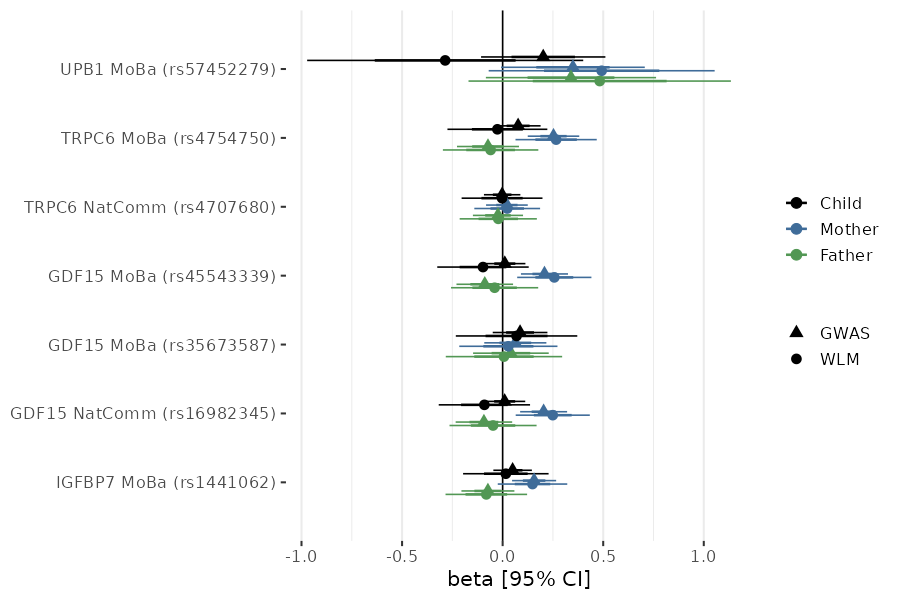 UPB1 MoBa (rs57452279)
TRPC6 MoBa (rs4754750)
TRPC6 NatComm (rs4707680)
GDF15 MoBa (rs45543339)
GDF15 MoBa (rs35673587)
GDF15 NatComm (rs16982345)
IGFBP7 MoBa (rs1441062)
-1.0 -0.5 0.0 0.5 1.0
beta [95% CI]
Child
Mother
Father
GWAS
WLM